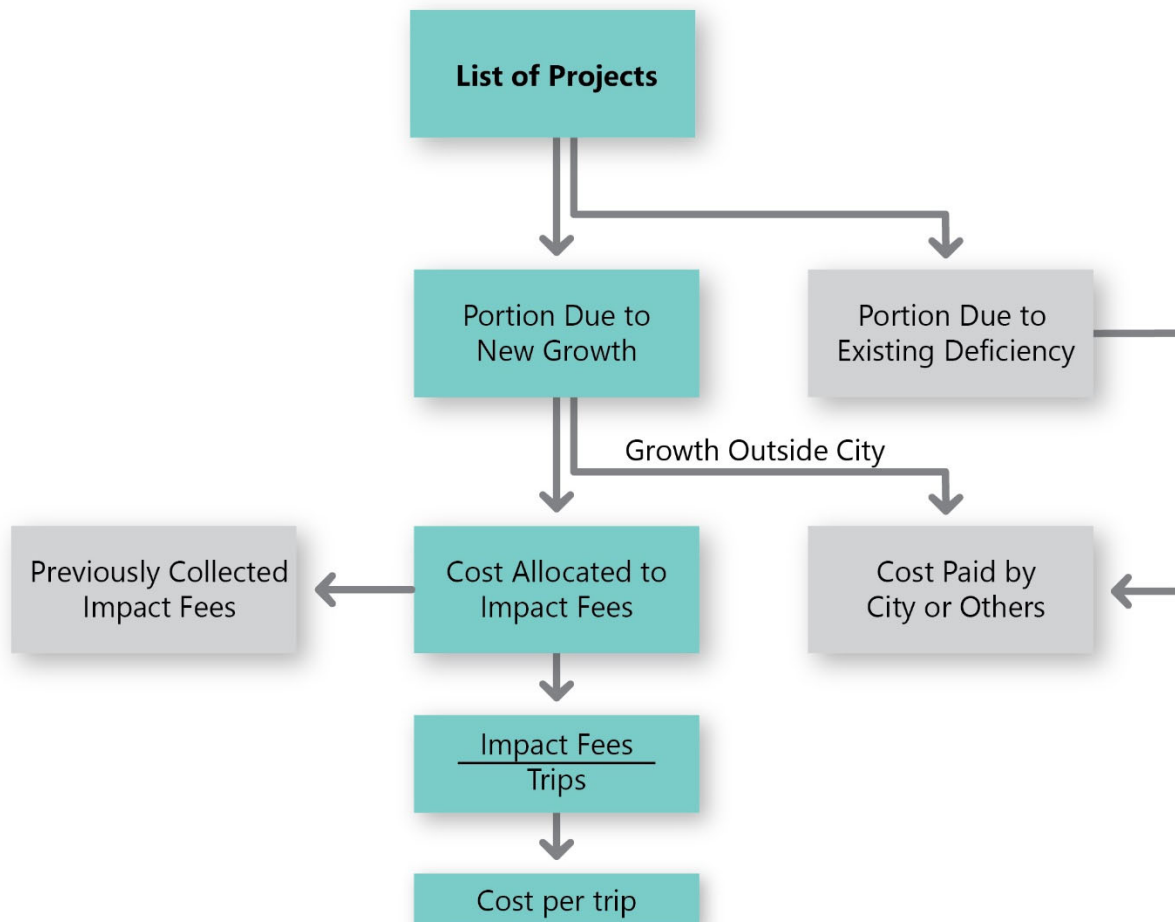 List of Projects
Portion Due to
New Growth
Portion Due to
Existing Deficiency
Growth Outside City
Previously Collected
Impact Fees
Cost Allocated to
Impact Fees
Cost Paid by
City or Others
Impact Fees
Trips
Cost per trip